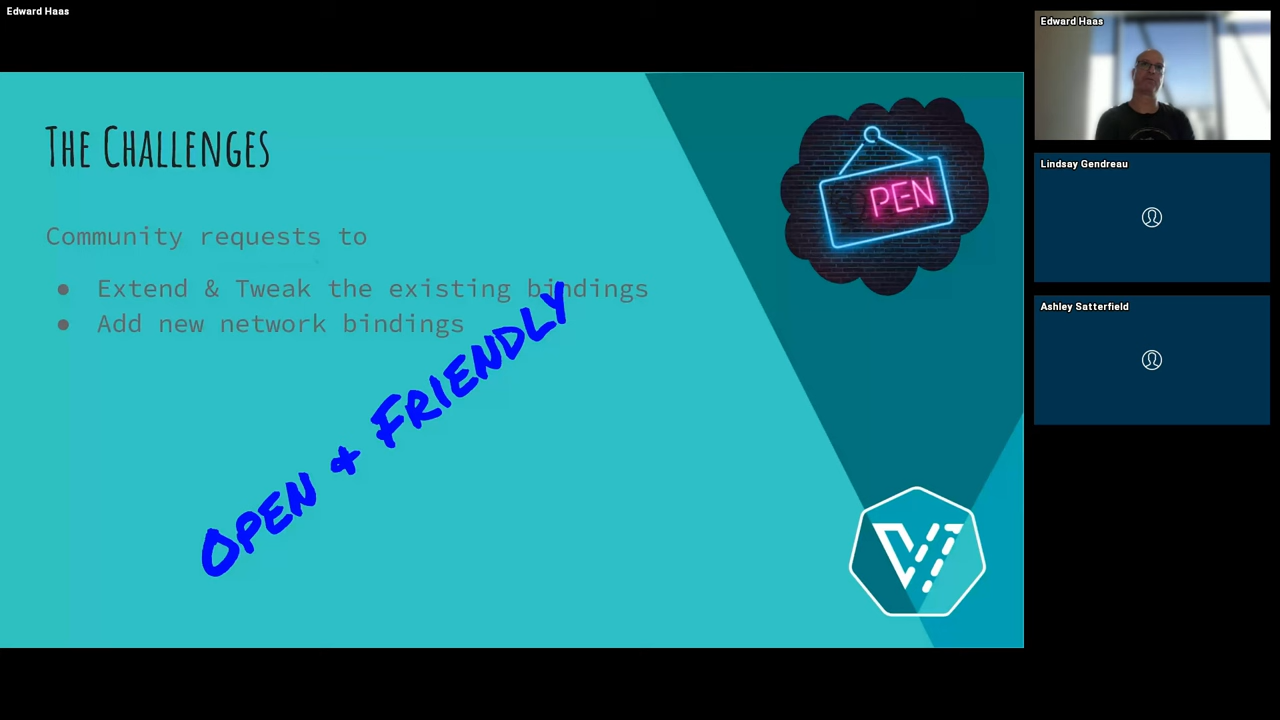 Edward Haas
THE CHALLENGES
Community requests to
● Extend & Tweak the existing bindings
● Add new network bindings
OPEN & FRIENDLY
PEN
Edward Haas
Lindsay Gendreau
Ashley Satterfield